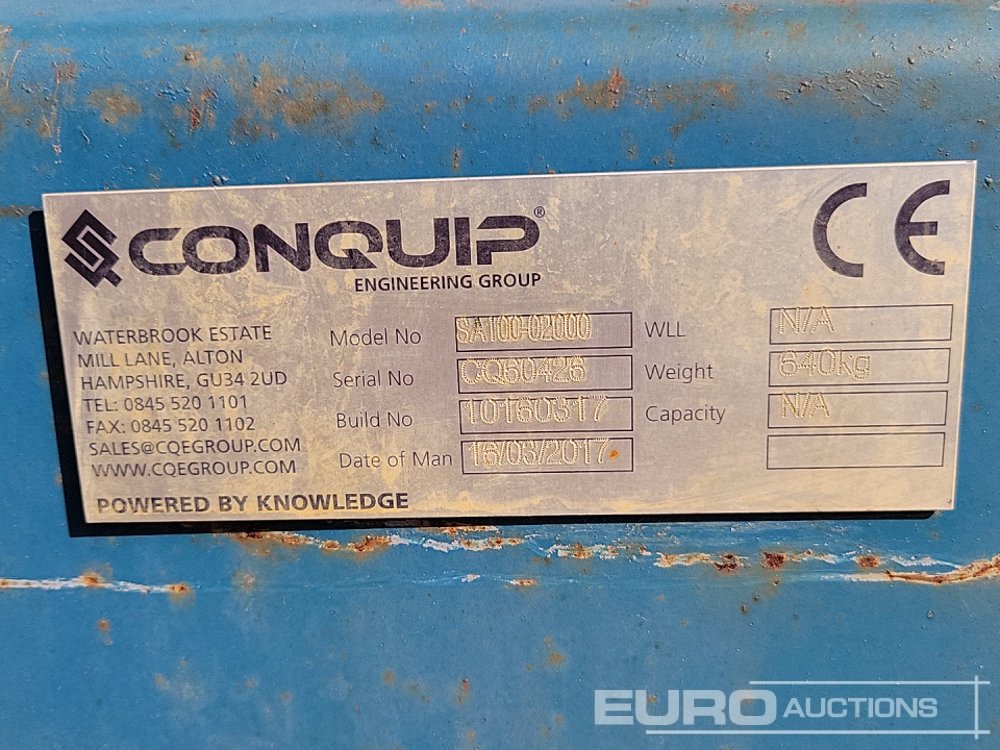 CONQUIP®
ENGINEERING GROUP
CE
WATERBROOK ESTATE
MILL LANE, ALTON
HAMPSHIRE, GU34 2UD
TEL: 0845 520 1101
FAX: 0845 520 1102
SALES@CQEGROUP.COM
WWW.CQEGROUP.COM
POWERED BY KNOWLEDGE
Model No SA100-02000
Serial No CQ60426
Build No 10160317
Date of Man 16/03/2017
WLL N/A
Weight 640kg
Capacity N/A
EURO AUCTIONS